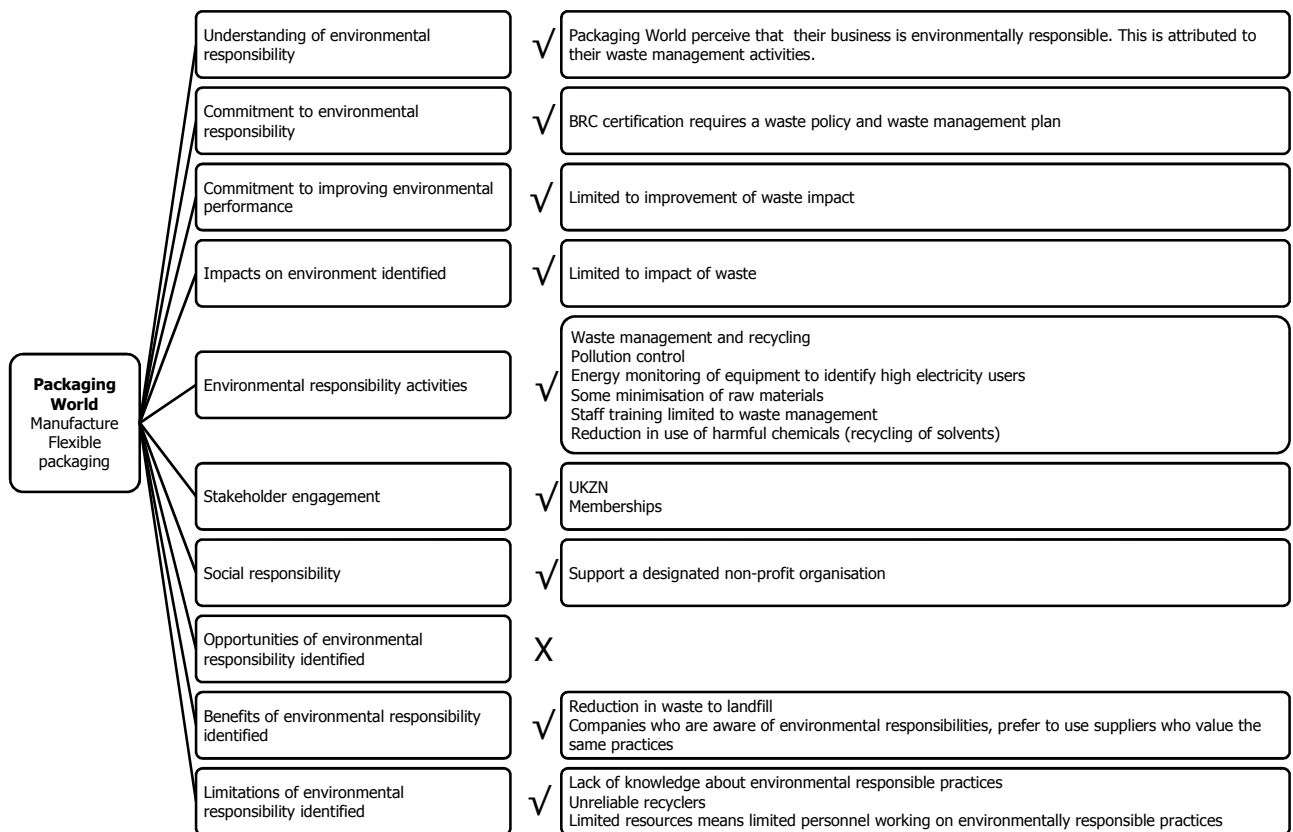 Understanding of environmental
responsibility
√
Packaging World perceive that their business is environmentally responsible. This is attributed to
their waste management activities.
Commitment to environmental
responsibility
√
BRC certification requires a waste policy and waste management plan
Commitment to improving environmental
performance
√
Limited to improvement of waste impact
Impacts on environment identified
√
Limited to impact of waste
Packaging
World
Manufacture
Flexible
packaging
Environmental responsibility activities
√
Waste management and recycling
Pollution control
Energy monitoring of equipment to identify high electricity users
Some minimisation of raw materials
Staff training limited to waste management
Reduction in use of harmful chemicals (recycling of solvents)
Stakeholder engagement
√
UKZN
Memberships
Social responsibility
√
Support a designated non-profit organisation
Opportunities of environmental
responsibility identified
X
Benefits of environmental responsibility
identified
√
Reduction in waste to landfill
Companies who are aware of environmental responsibilities, prefer to use suppliers who value the
same practices
Limitations of environmental
responsibility identified
√
Lack of knowledge about environmental responsible practices
Unreliable recyclers
Limited resources means limited personnel working on environmentally responsible practices